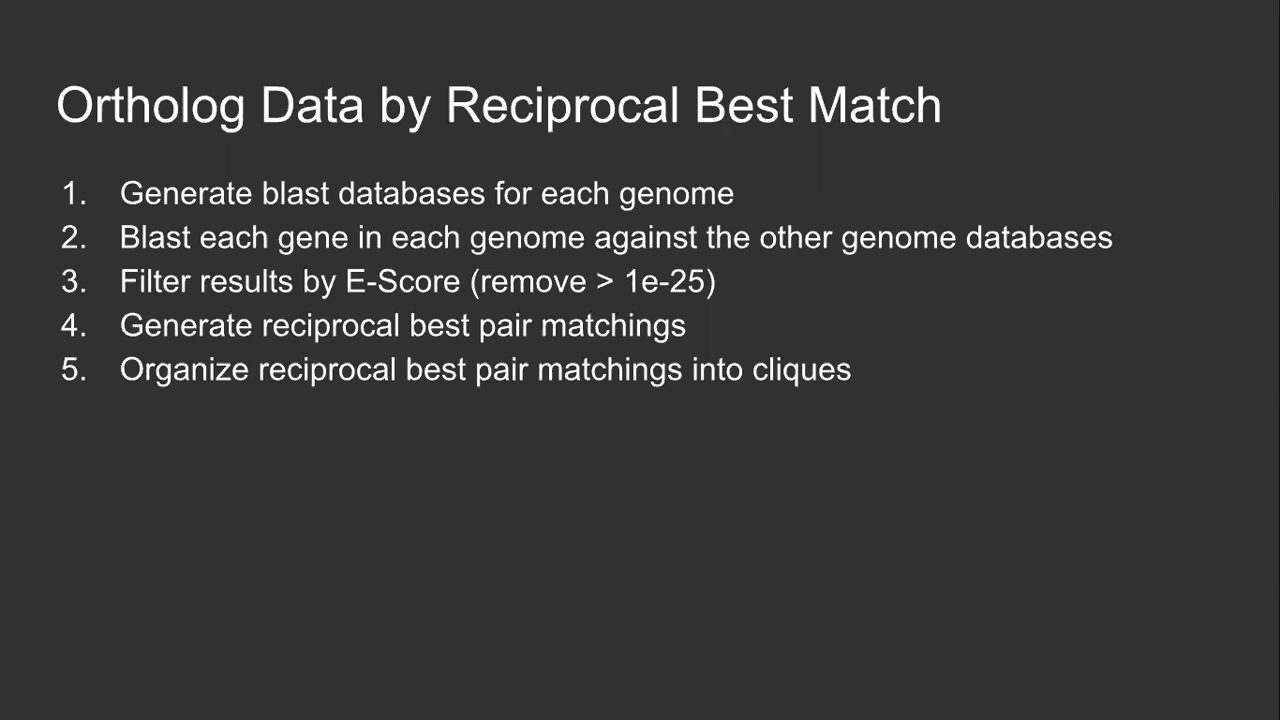 Ortholog Data by Reciprocal Best Match
1. Generate blast databases for each genome
2. Blast each gene in each genome against the other genome databases
3. Filter results by E-Score (remove > 1e-25)
4. Generate reciprocal best pair matchings
5. Organize reciprocal best pair matchings into cliques